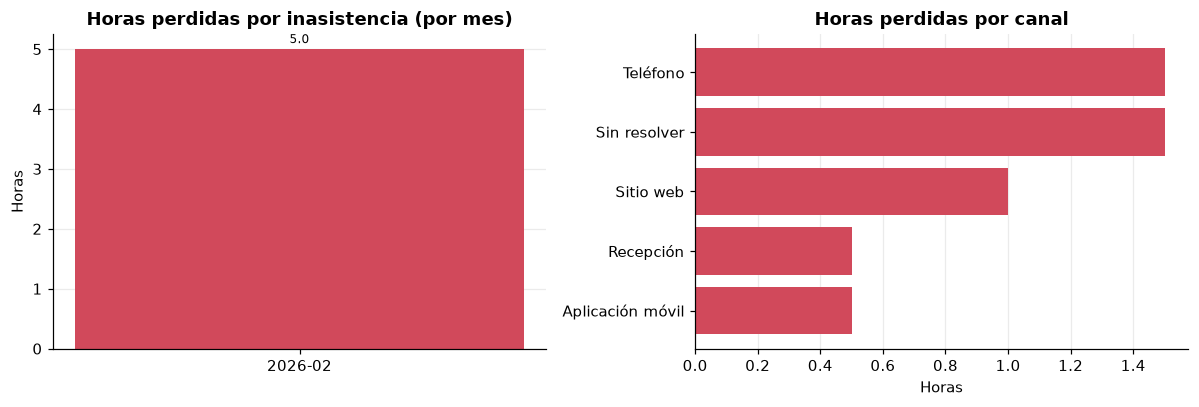 Horas perdidas por inasistencia (por mes)
5.0
5
4
3
2
1
0
Horas
2026-02
Horas perdidas por canal
Teléfono
Sin resolver
Sitio web
Recepción
Aplicación móvil
0.0 0.2 0.4 0.6 0.8 1.0 1.2 1.4
Horas